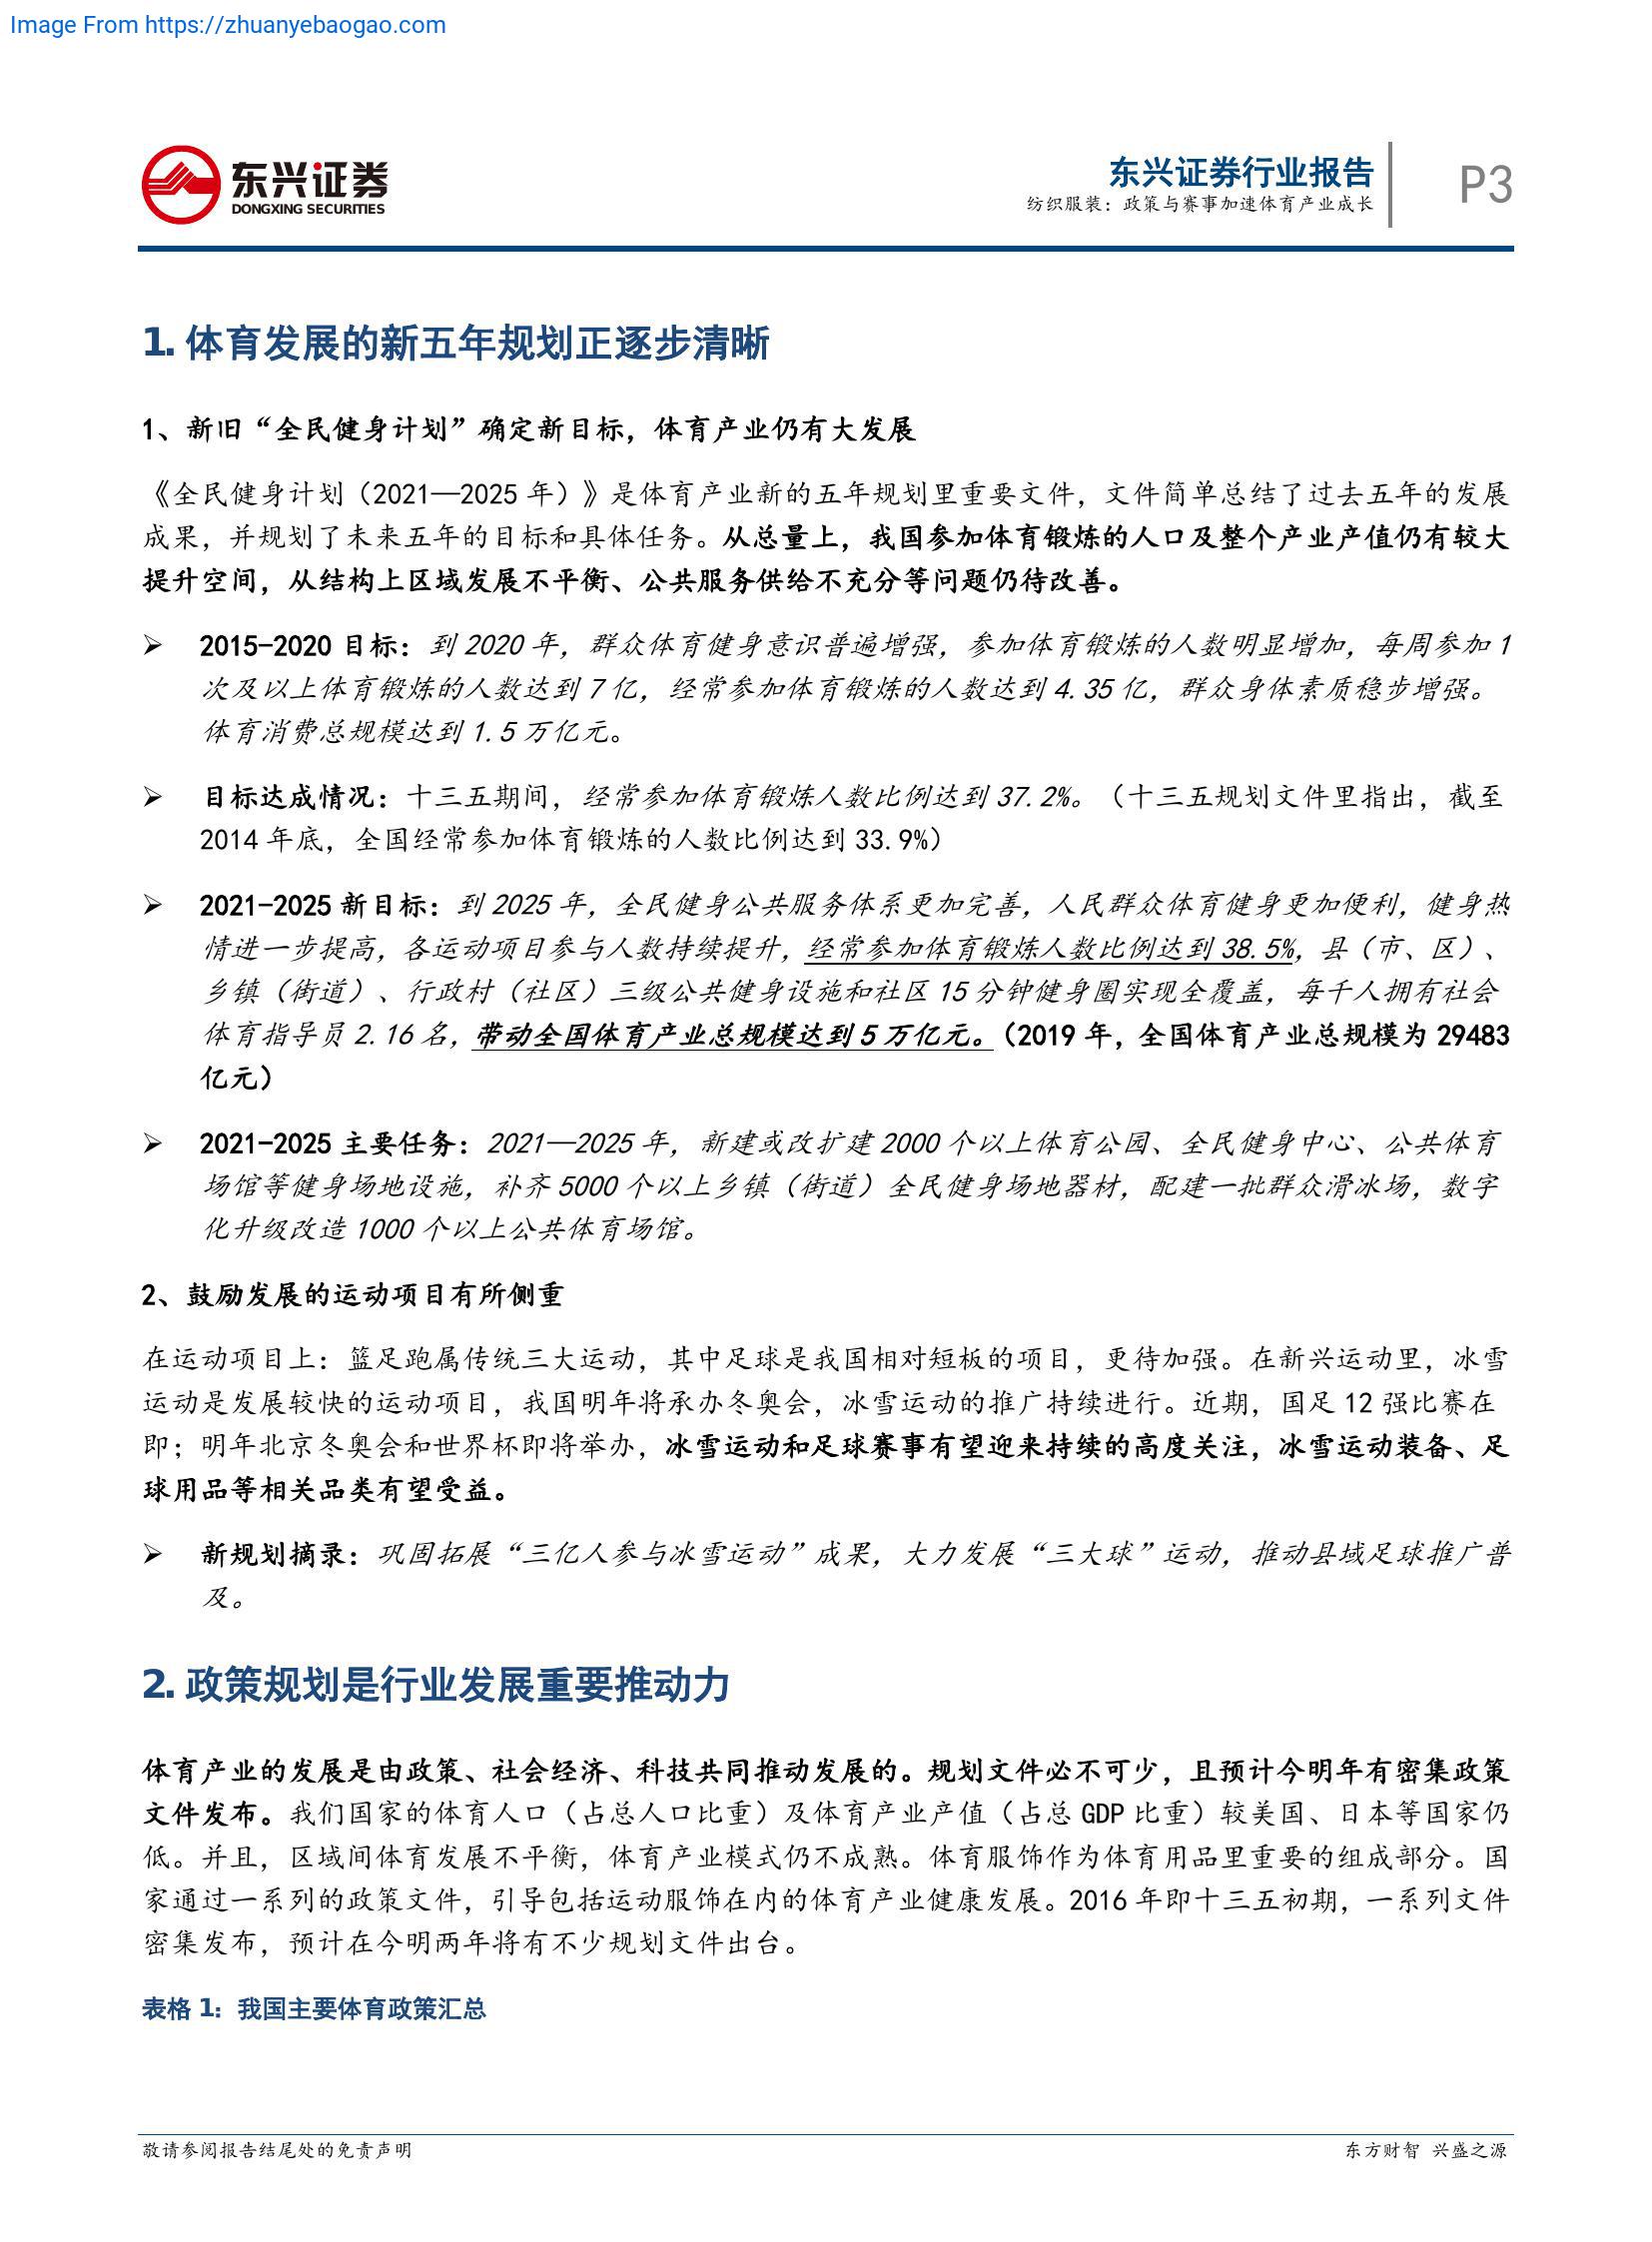 Image From https://zhuanyebaogao.com
东兴证券
DONGXING SECURITIES
东兴证券行业报告
纺织服装：政策与赛事加速体育产业成长
P3
1. 体育发展的新五年规划正逐步清晰
1、新旧“全民健身计划”确定新目标，体育产业仍有大发展
《全民健身计划（2021—2025 年）》是体育产业新的五年规划里重要文件，文件简单总结了过去五年的发展
成果，并规划了未来五年的目标和具体任务。从总量上，我国参加体育锻炼的人口及整个产业产值仍有较大
提升空间，从结构上区域发展不平衡、公共服务供给不充分等问题仍待改善。
➢ 2015-2020 目标：到 2020 年，群众体育健身意识普遍增强，参加体育锻炼的人数明显增加，每周参加 1
次及以上体育锻炼的人数达到 7 亿，经常参加体育锻炼的人数达到 4.35 亿，群众身体素质稳步增强。
体育消费总规模达到 1.5 万亿元。
➢ 目标达成情况：十三五期间，经常参加体育锻炼人数比例达到 37.2%。（十三五规划文件里指出，截至
2014 年底，全国经常参加体育锻炼的人数比例达到 33.9%）
➢ 2021-2025 新目标：到 2025 年，全民健身公共服务体系更加完善，人民群众体育健身更加便利，健身热
情进一步提高，各运动项目参与人数持续提升，经常参加体育锻炼人数比例达到 38.5%，县（市、区）、
乡镇（街道）、行政村（社区）三级公共健身设施和社区 15 分钟健身圈实现全覆盖，每千人拥有社会
体育指导员 2.16 名，带动全国体育产业总规模达到 5 万亿元。（2019 年，全国体育产业总规模为 29483
亿元）
➢ 2021-2025 主要任务：2021—2025 年，新建或改扩建 2000 个以上体育公园、全民健身中心、公共体育
场馆等健身场地设施，补齐 5000 个以上乡镇（街道）全民健身场地器材，配建一批群众滑冰场，数字
化升级改造 1000 个以上公共体育场馆。
2、鼓励发展的运动项目有所侧重
在运动项目上：篮足跑属传统三大运动，其中足球是我国相对短板的项目，更待加强。在新兴运动里，冰雪
运动是发展较快的运动项目，我国明年将承办冬奥会，冰雪运动的推广持续进行。近期，国足 12 强比赛在
即；明年北京冬奥会和世界杯即将举办，冰雪运动和足球赛事有望迎来持续的高度关注，冰雪运动装备、足
球用品等相关品类有望受益。
➢ 新规划摘录：巩固拓展“三亿人参与冰雪运动”成果，大力发展“三大球”运动，推动县域足球推广普
及。
2. 政策规划是行业发展重要推动力
体育产业的发展是由政策、社会经济、科技共同推动发展的。规划文件必不可少，且预计今明年有密集政策
文件发布。我们国家的体育人口（占总人口比重）及体育产业产值（占总 GDP 比重）较美国、日本等国家仍
低。并且，区域间体育发展不平衡，体育产业模式仍不成熟。体育服饰作为体育用品里重要的组成部分。国
家通过一系列的政策文件，引导包括运动服饰在内的体育产业健康发展。2016 年即十三五初期，一系列文件
密集发布，预计在今明两年将有不少规划文件出台。
表格 1：我国主要体育政策汇总
敬请参阅报告结尾处的免责声明
东方财智 兴盛之源